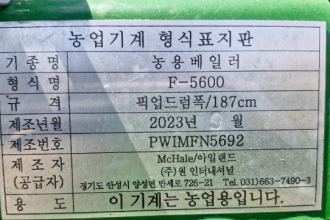 농업기계 형식표지판
기종명 농용베일러
형식명 F-5600
규격 픽업드럼폭/187cm
제조년월 2023년 9월
제조번호 PWIMFN5692
제조자 McHale/아일랜드
(공급자) (주)원 인터내셔널
경기도 안성시 양성면 만세로 726-21 Tel. 031)663-7490~3
용도 이 기계는 농업용입니다.